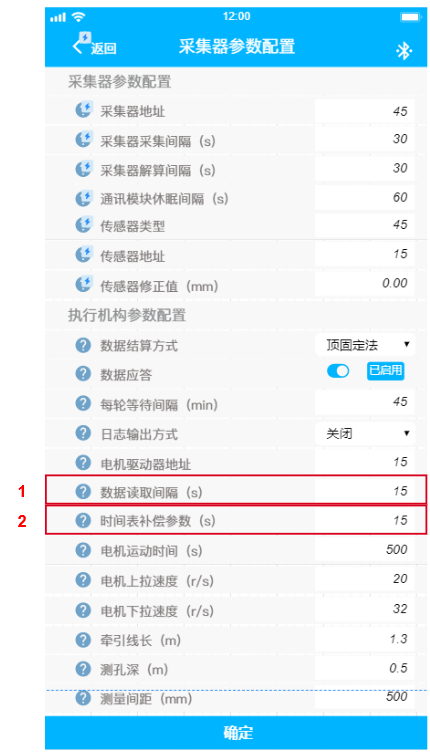 12:00
返回 采集器参数配置
采集器参数配置
采集器地址 45
采集器采集间隔（s） 30
采集器解算间隔（s） 30
通讯模块休眠间隔（s） 60
传感器类型 45
传感器地址 15
传感器修正值（mm） 0.00
执行机构参数配置
数据结算方式 顶固定法
数据应答 已启用
每轮等待间隔（min） 45
日志输出方式 关闭
电机驱动器地址 15
1 数据读取间隔（s） 15
2 时间表补偿参数（s） 15
电机运动时间（s） 500
电机上拉速度（r/s） 20
电机下拉速度（r/s） 32
牵引线长（m） 1.3
测孔深（m） 0.5
测量间距（mm） 500
确定